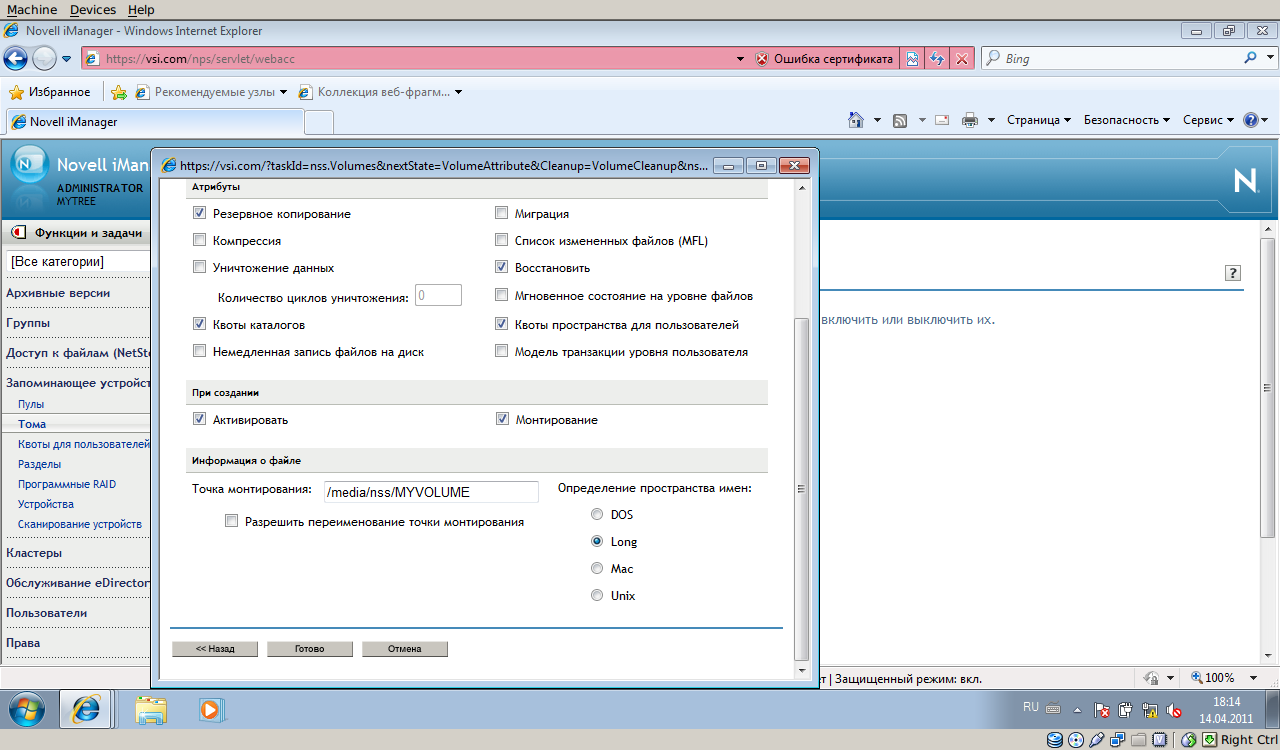 Machine Devices Help
Novell iManager - Windows Internet Explorer
https://vsi.com/nps/servlet/webacc
Ошибка сертификата
Bing
Избранное
Рекомендуемые узлы
Коллекция веб-фрагм...
Novell iManager
Страница
Безопасность
Сервис
Novell iMan
ADMINISTRATOR
MYTREE
N
Функции и задачи
[Все категории]
Архивные версии
Группы
Доступ к файлам (NetSto
Запоминающее устройст
Пулы
Тома
Квоты для пользователей
Разделы
Программные RAID
Устройства
Сканирование устройств
Кластеры
Обслуживание eDirector
Пользователи
Права
https://vsi.com/?taskId=nss.Volumes&nextState=VolumeAttribute&Cleanup=VolumeCleanup&ns...
Атрибуты
Резервное копирование
Миграция
Компрессия
Список измененных файлов (MFL)
Уничтожение данных
Восстановить
Количество циклов уничтожения: 0
Мгновенное состояние на уровне файлов
Квоты каталогов
Квоты пространства для пользователей
Немедленная запись файлов на диск
Модель транзакции уровня пользователя
При создании
Активировать
Монтирование
Информация о файле
Точка монтирования: /media/nss/MYVOLUME
Определение пространства имен:
Разрешить переименование точки монтирования
DOS
Long
Mac
Unix
<< Назад
Готово
Отмена
?
включить или выключить их.
т | Защищенный режим: вкл.
100%
RU
18:14
14.04.2011
Right Ctrl